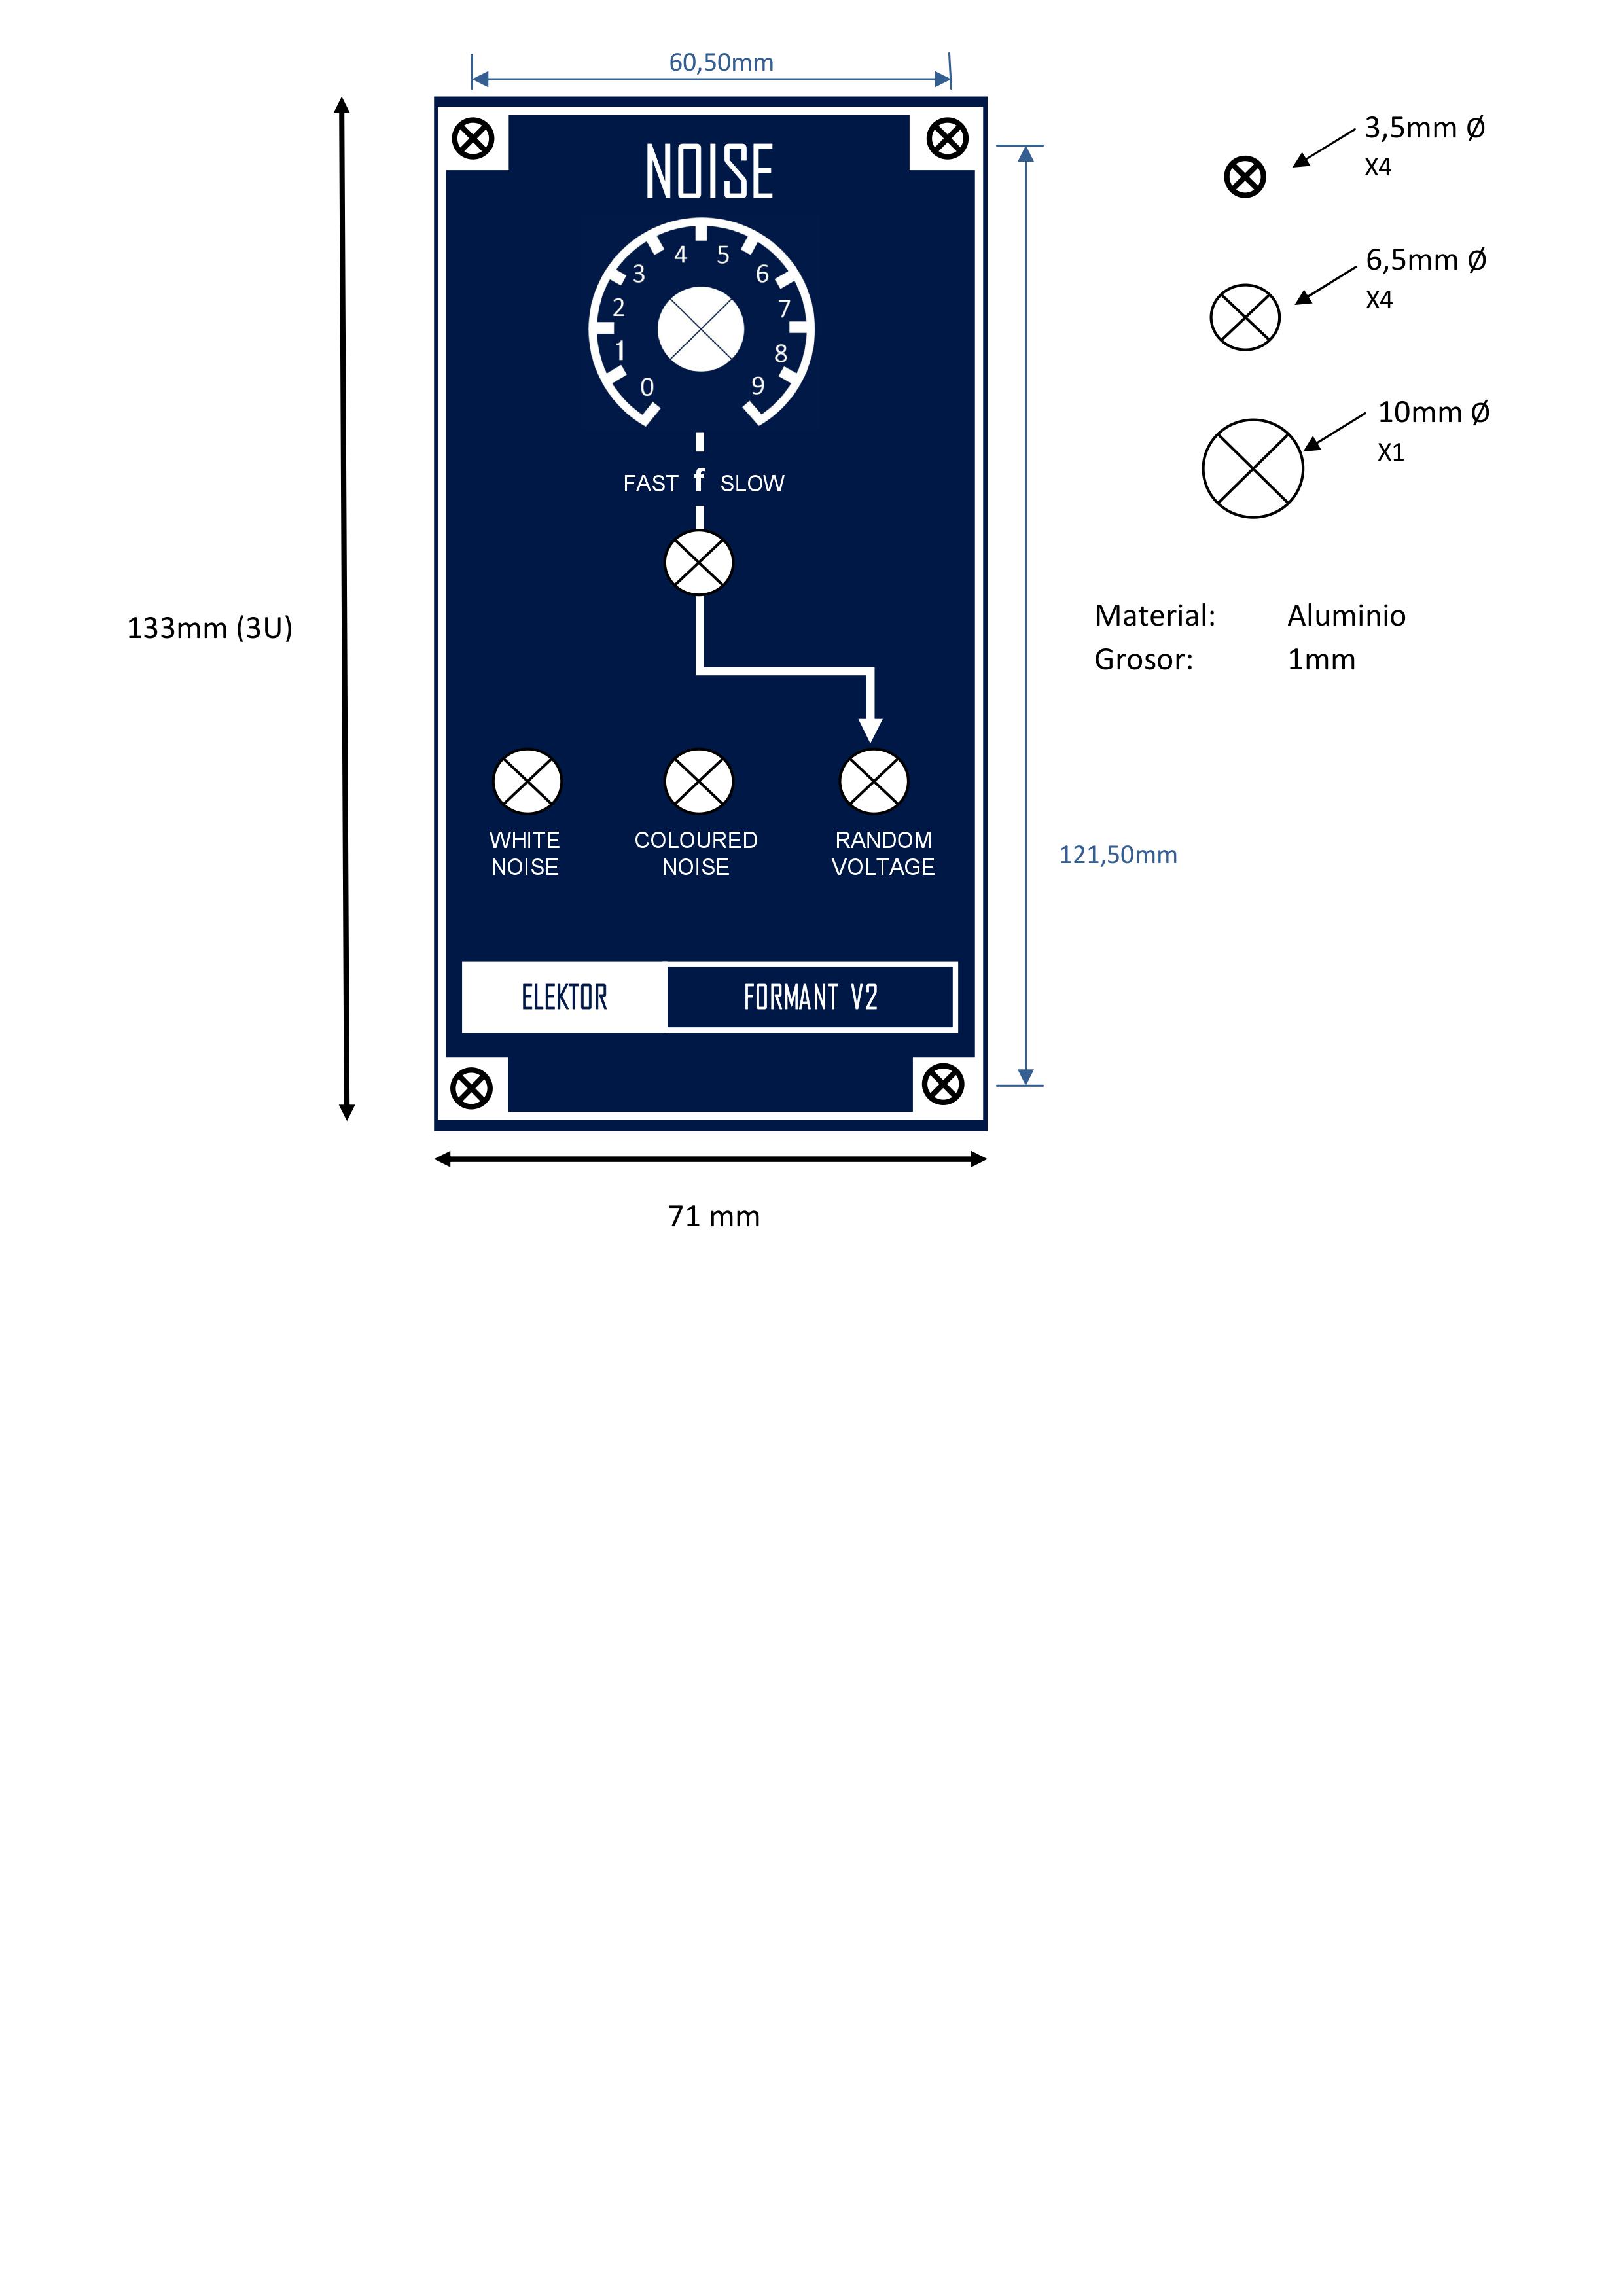 60,50mm
3,5mm Ø
X4
NOISE
6,5mm Ø
X4
4 5
3 6
2 7
1 8
0 9
10mm Ø
X1
FAST f SLOW
133mm (3U)
Material: Aluminio
Grosor: 1mm
WHITE NOISE
COLOURED NOISE
RANDOM VOLTAGE
121,50mm
ELEKTOR FORMANT V2
71 mm